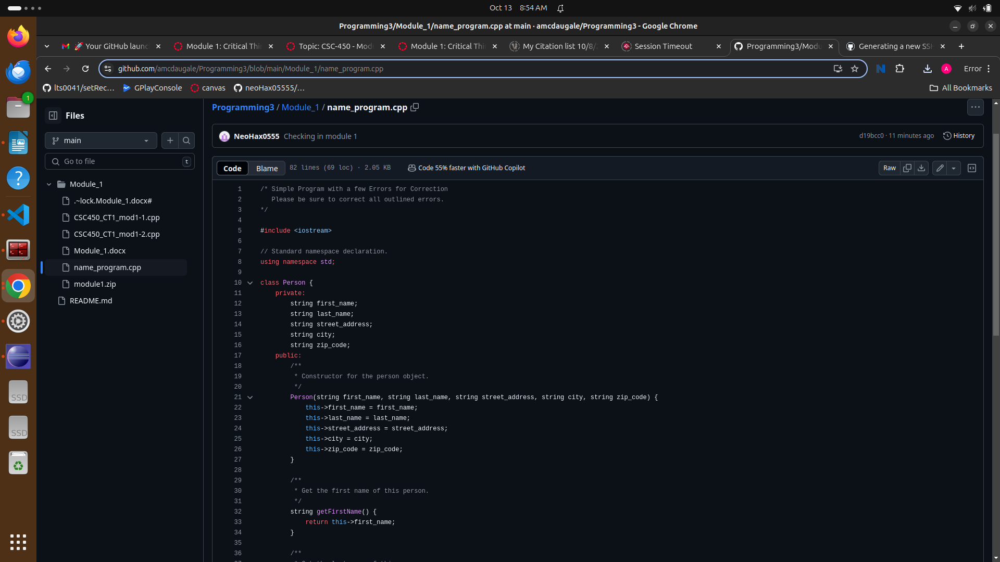 Oct 13 8:54 AM
Programming3/Module_1/name_program.cpp at main · amcdaugale/Programming3 - Google Chrome
🚀 Your GitHub launc
Module 1: Critical Thi
Topic: CSC-450 - Mod
Module 1: Critical Thi
My Citation list 10/8/
Session Timeout
Programming3/Modu
Generating a new SSH
github.com/amcdaugale/Programming3/blob/main/Module_1/name_program.cpp
A
Error
lts0041/setRec…
GPlayConsole
canvas
neoHax05555/…
All Bookmarks
1
Files
Programming3 / Module_1 / name_program.cpp
main
NeoHax0555 Checking in module 1
d19bcc0 · 11 minutes ago
History
Go to file
t
Code
Blame
82 lines (69 loc) · 2.05 KB
Code 55% faster with GitHub Copilot
Raw
Module_1
.~lock.Module_1.docx#
CSC450_CT1_mod1-1.cpp
CSC450_CT1_mod1-2.cpp
Module_1.docx
name_program.cpp
module1.zip
README.md
SSD
SSD
1 /* Simple Program with a few Errors for Correction
2 Please be sure to correct all outlined errors.
3 */
4
5 #include <iostream>
6
7 // Standard namespace declaration.
8 using namespace std;
9
10 class Person {
11 private:
12 string first_name;
13 string last_name;
14 string street_address;
15 string city;
16 string zip_code;
17 public:
18 /**
19 * Constructor for the person object.
20 */
21 Person(string first_name, string last_name, string street_address, string city, string zip_code) {
22 this->first_name = first_name;
23 this->last_name = last_name;
24 this->street_address = street_address;
25 this->city = city;
26 this->zip_code = zip_code;
27 }
28
29 /**
30 * Get the first name of this person.
31 */
32 string getFirstName() {
33 return this->first_name;
34 }
35
36 /**